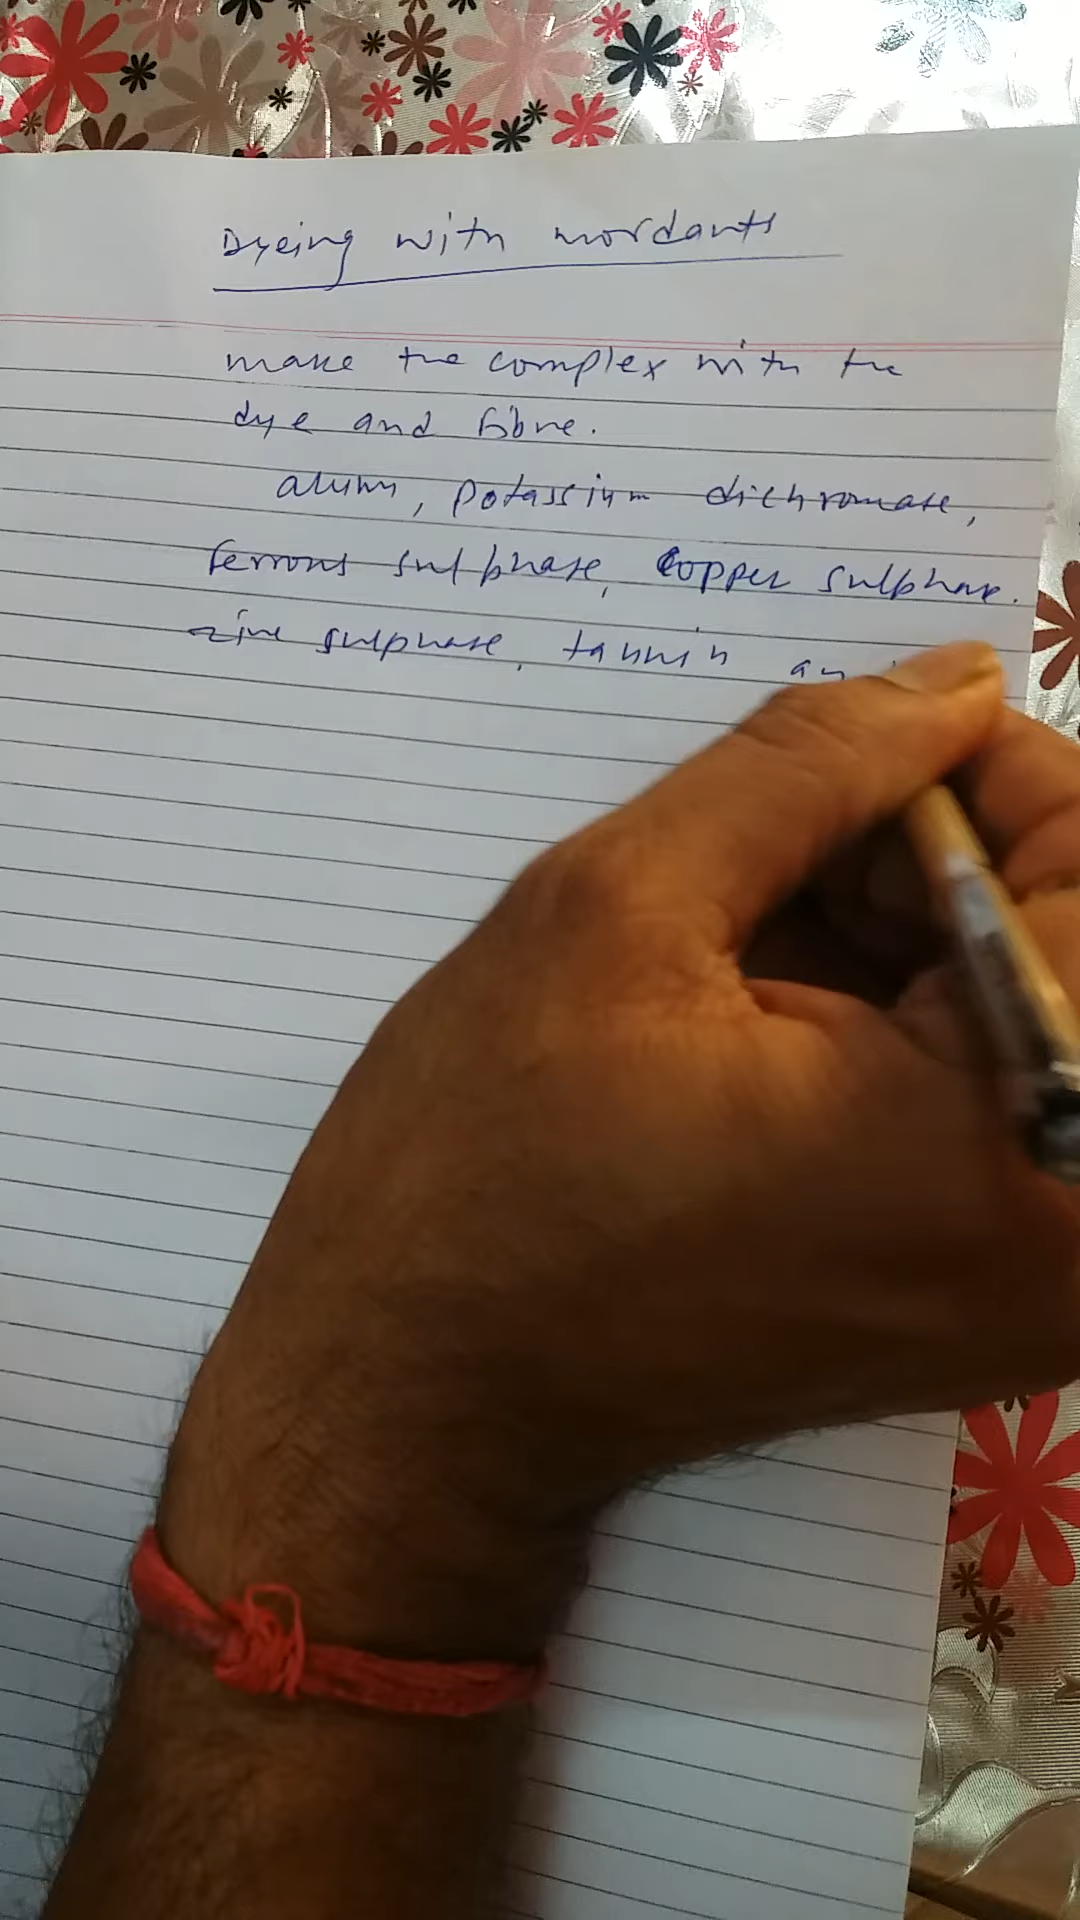 Dyeing with mordants
make the complex with the
dye and fibre.
alum, potassium dichromate,
ferrous sulphate, Copper sulphate.
zinc sulphate, tannin an